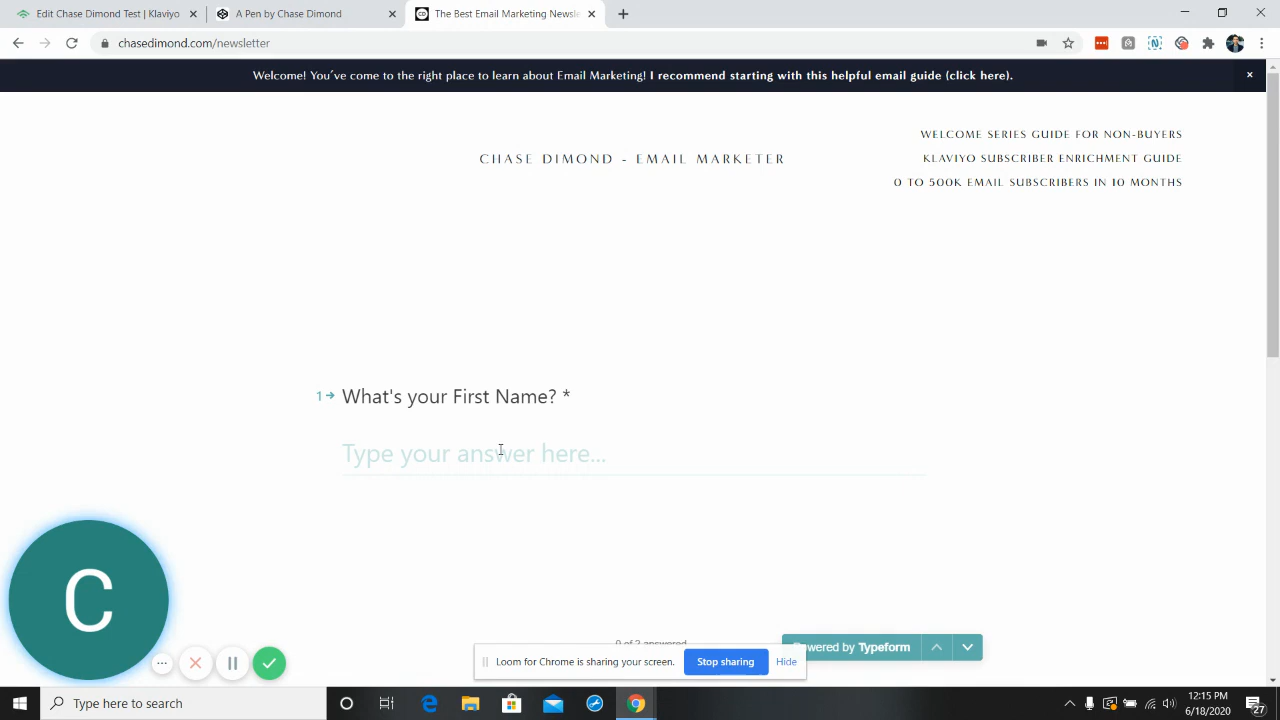 Edit Chase Dimond Test | Klaviyo
A Pen by Chase Dimond
The Best Email Marketing Newsle
chasedimond.com/newsletter
Welcome! You've come to the right place to learn about Email Marketing! I recommend starting with this helpful email guide (click here).
WELCOME SERIES GUIDE FOR NON-BUYERS
CHASE DIMOND - EMAIL MARKETER
KLAVIYO SUBSCRIBER ENRICHMENT GUIDE
0 TO 500K EMAIL SUBSCRIBERS IN 10 MONTHS
1 What's your First Name? *
Type your answer here...
C
answered
Powered by Typeform
Loom for Chrome is sharing your screen.
Stop sharing
Hide
Type here to search
12:15 PM
6/18/2020
27